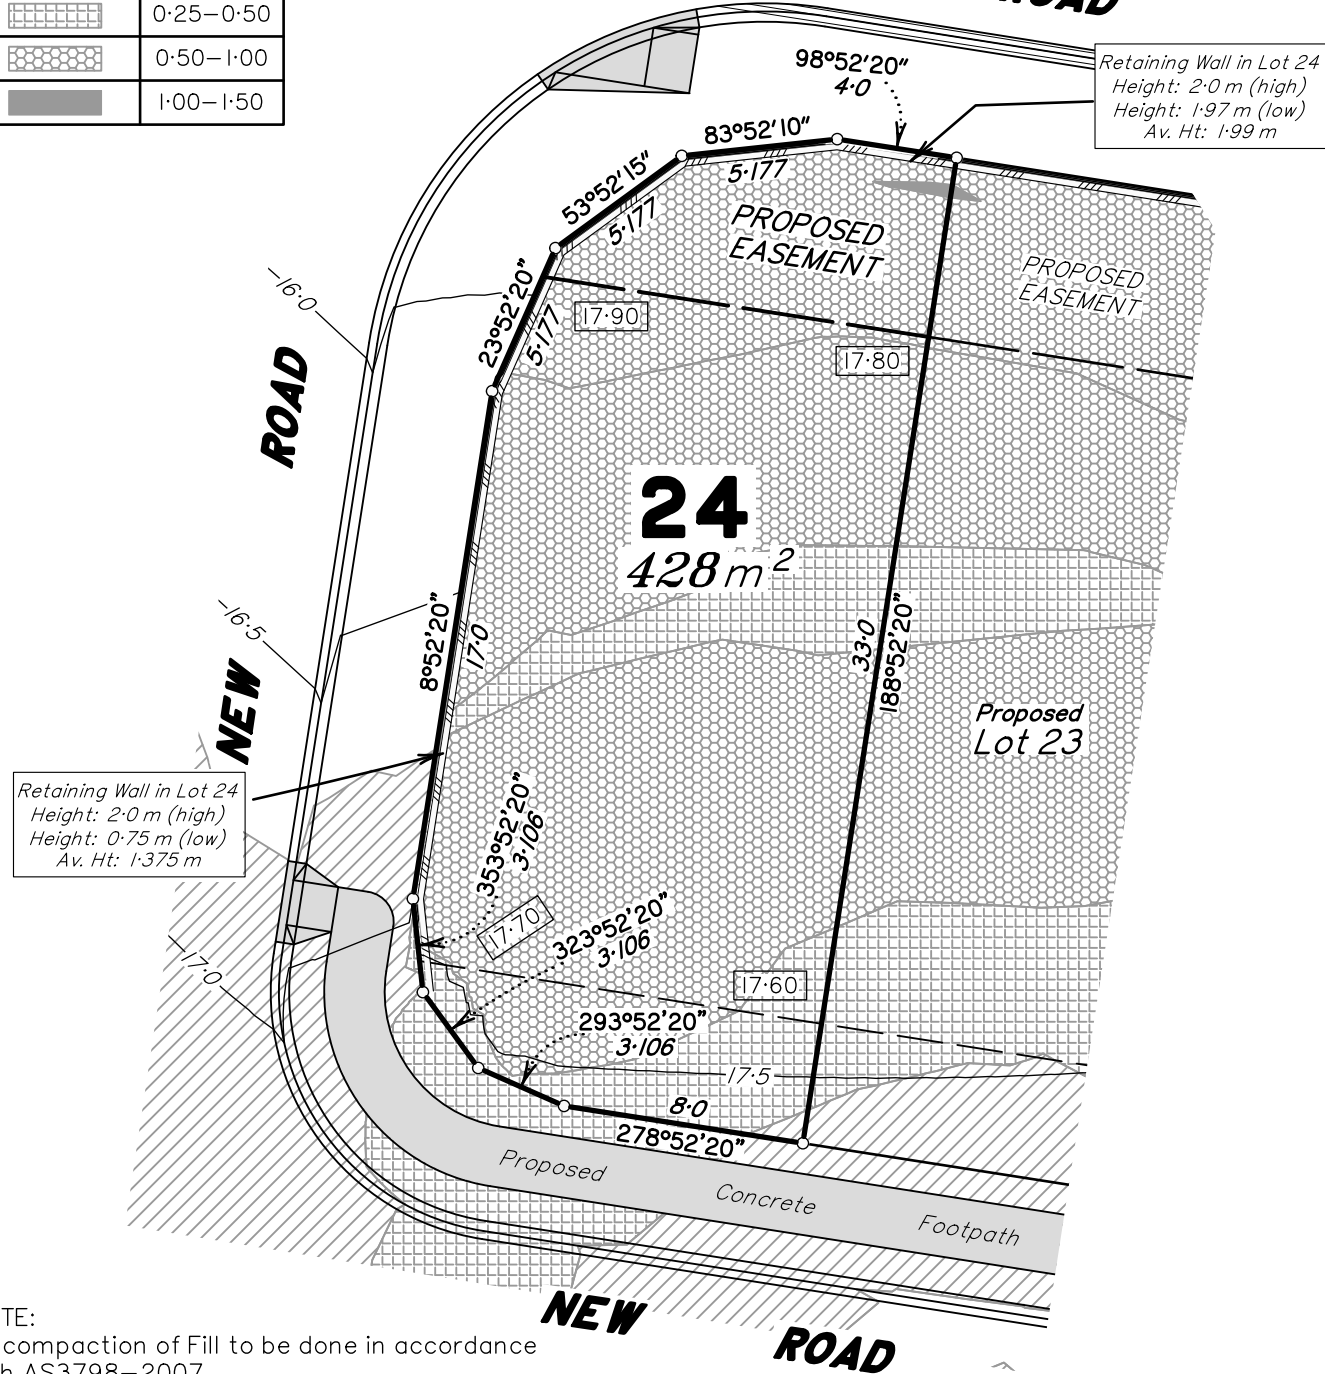 0·25–0·50
0·50–1·00
1·00–1·50
ROAD
Retaining Wall in Lot 24
Height: 2·0 m (high)
Height: 1·97 m (low)
Av. Ht: 1·99 m
98°52'20"
4·0
83°52'10"
5·177
53°52'15"
5·177
23°52'20"
5·177
PROPOSED
EASEMENT
PROPOSED
EASEMENT
17·90
17·80
–16·0
ROAD
24
428 m²
8°52'20"
17·0
33·0
188°52'20"
–16·5
NEW
Proposed
Lot 23
Retaining Wall in Lot 24
Height: 2·0 m (high)
Height: 0·75 m (low)
Av. Ht: 1·375 m
353°52'20"
3·106
17·70
323°52'20"
3·106
–17·0
17·60
293°52'20"
3·106
17·5
8·0
278°52'20"
Proposed Concrete Footpath
NEW ROAD
TE:
compaction of Fill to be done in accordance
h AS3798–2007